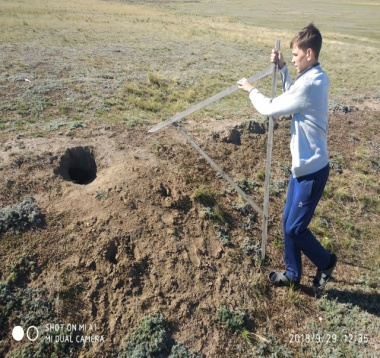 SHOT ON MI A1
MI DUAL CAMERA
2018/9/29 12:35